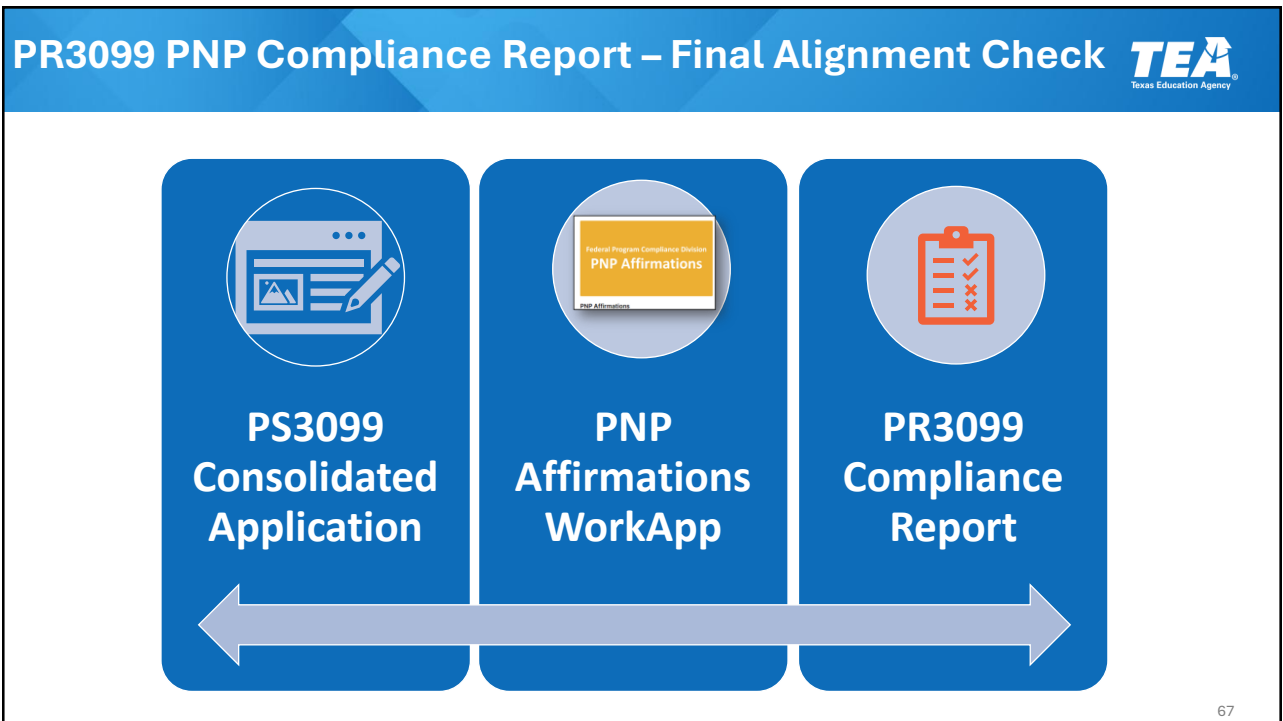 PR3099 PNP Compliance Report – Final Alignment Check
TEA
Texas Education Agency
Federal Program Compliance Division
PNP Affirmations
PNP Affirmations
PS3099
Consolidated
Application
PNP
Affirmations
WorkApp
PR3099
Compliance
Report
67